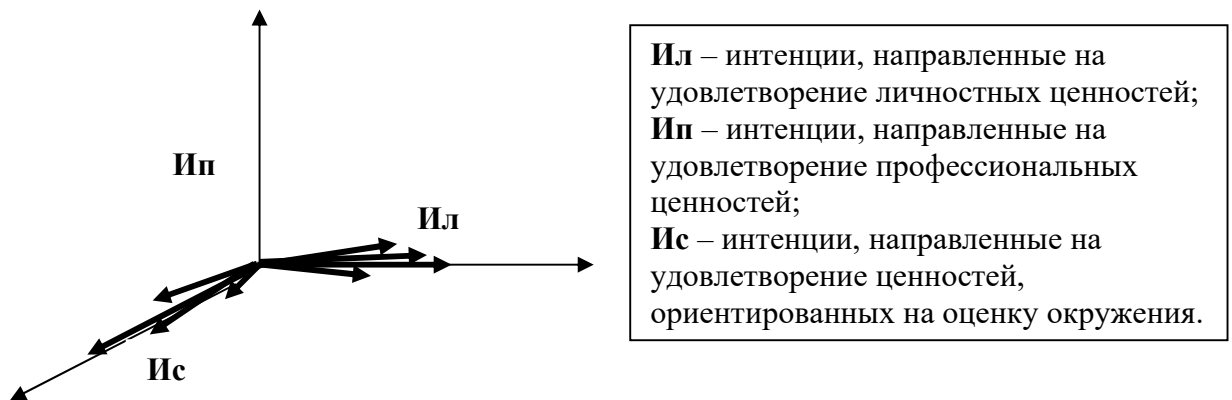 Ип
Ил
Ис
Ил – интенции, направленные на
удовлетворение личностных ценностей;
Ип – интенции, направленные на
удовлетворение профессиональных
ценностей;
Ис – интенции, направленные на
удовлетворение ценностей,
ориентированных на оценку окружения.